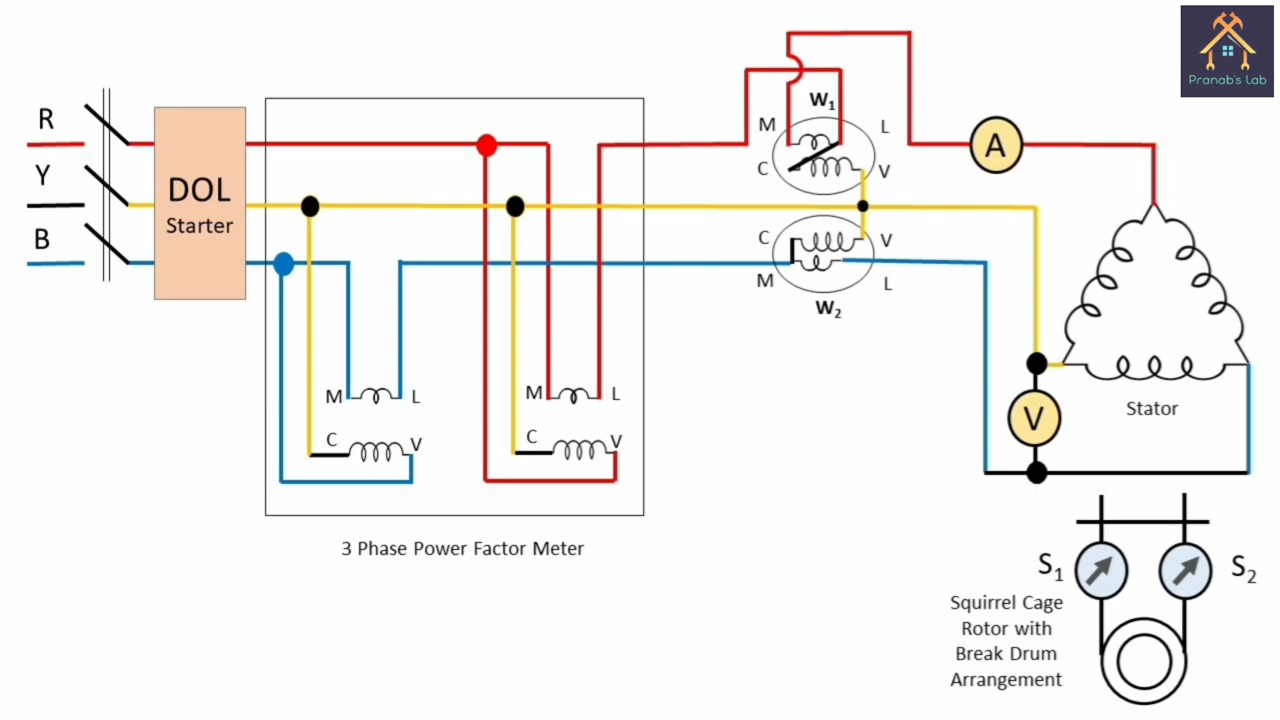 Pranab's Lab
R
Y
B
DOL
Starter
W₁
M
L
C
V
C
V
M
L
W₂
A
V
Stator
M
L
C
V
M
L
C
V
3 Phase Power Factor Meter
S₁
S₂
Squirrel Cage
Rotor with
Break Drum
Arrangement